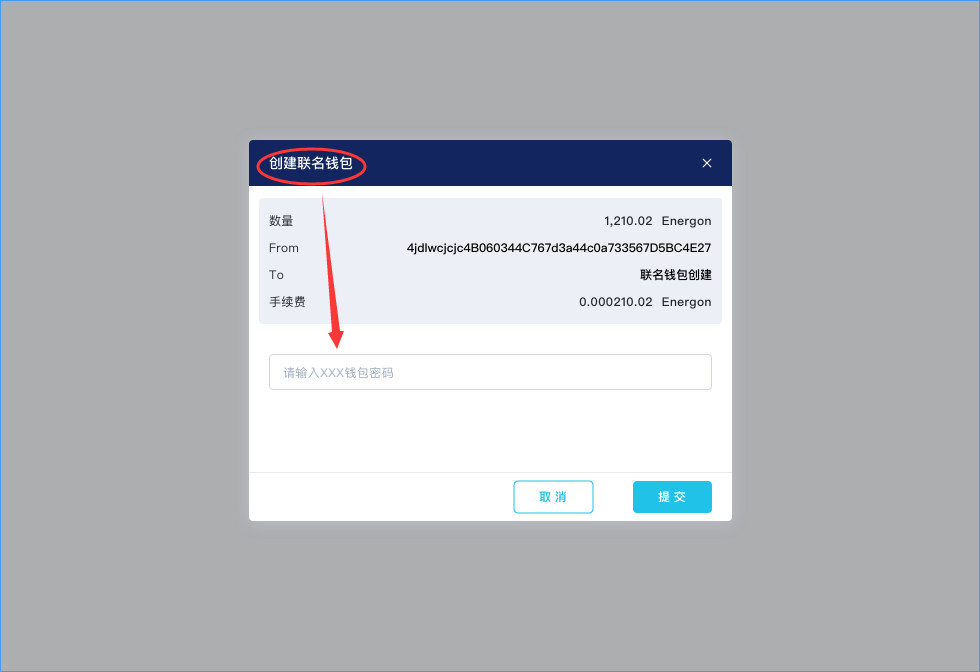 创建联名钱包
数量 1,210.02 Energon
From 4jdlwcjcjc4B060344C767d3a44c0a733567D5BC4E27
To 联名钱包创建
手续费 0.000210.02 Energon
请输入XXX钱包密码
取 消 提 交